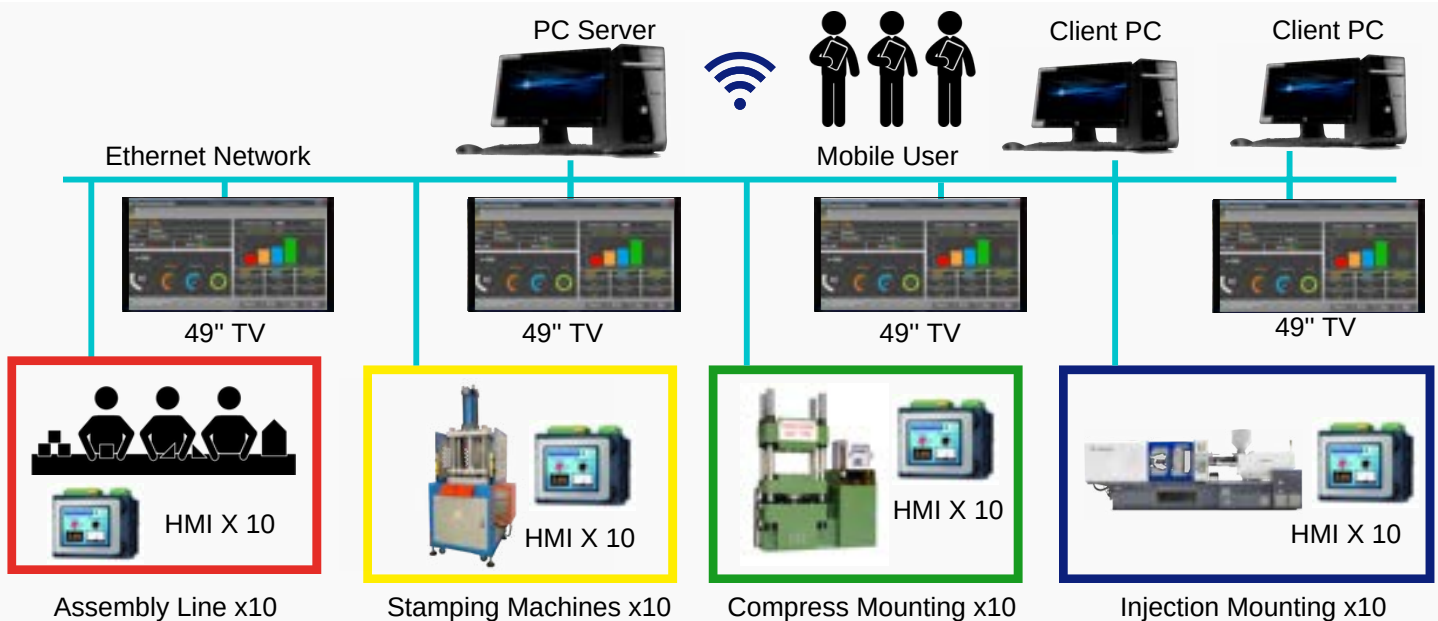 PC Server
Client PC
Client PC
Ethernet Network
Mobile User
49" TV
49" TV
49" TV
49" TV
HMI X 10
HMI X 10
HMI X 10
HMI X 10
Assembly Line x10
Stamping Machines x10
Compress Mounting x10
Injection Mounting x10